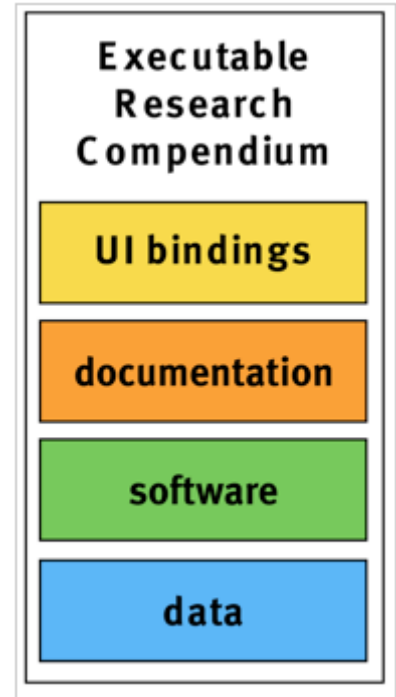 Executable
Research
Compendium
UI bindings
documentation
software
data